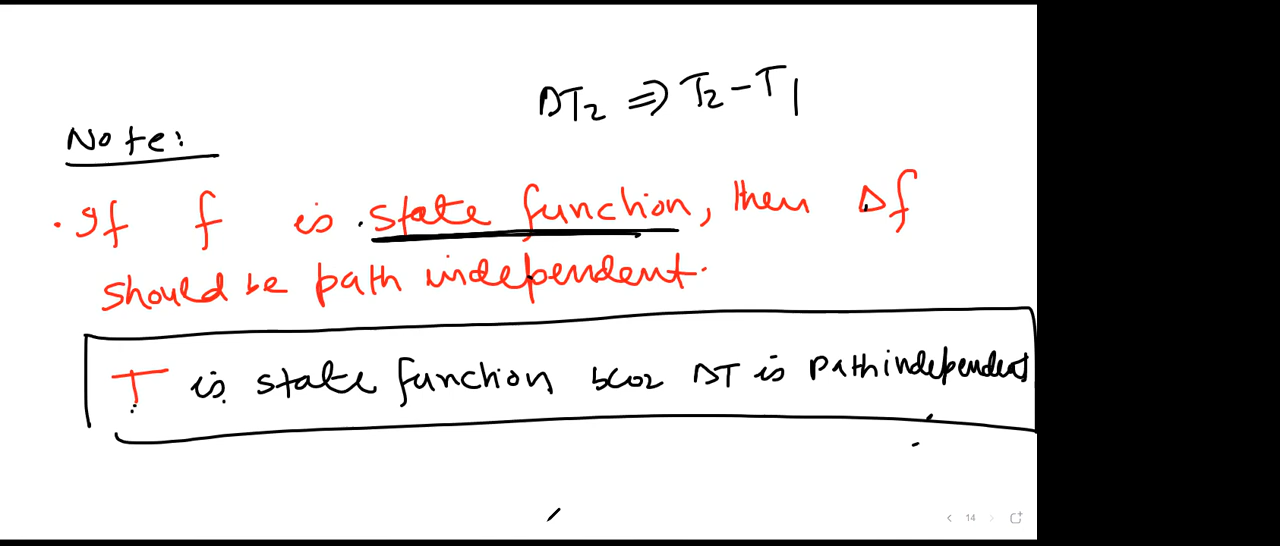 ΔT2 ⇒ T2 - T1
Note:
. If f is state function, then Δf
should be path independent.
T is state function bcoz ΔT is path independent
14